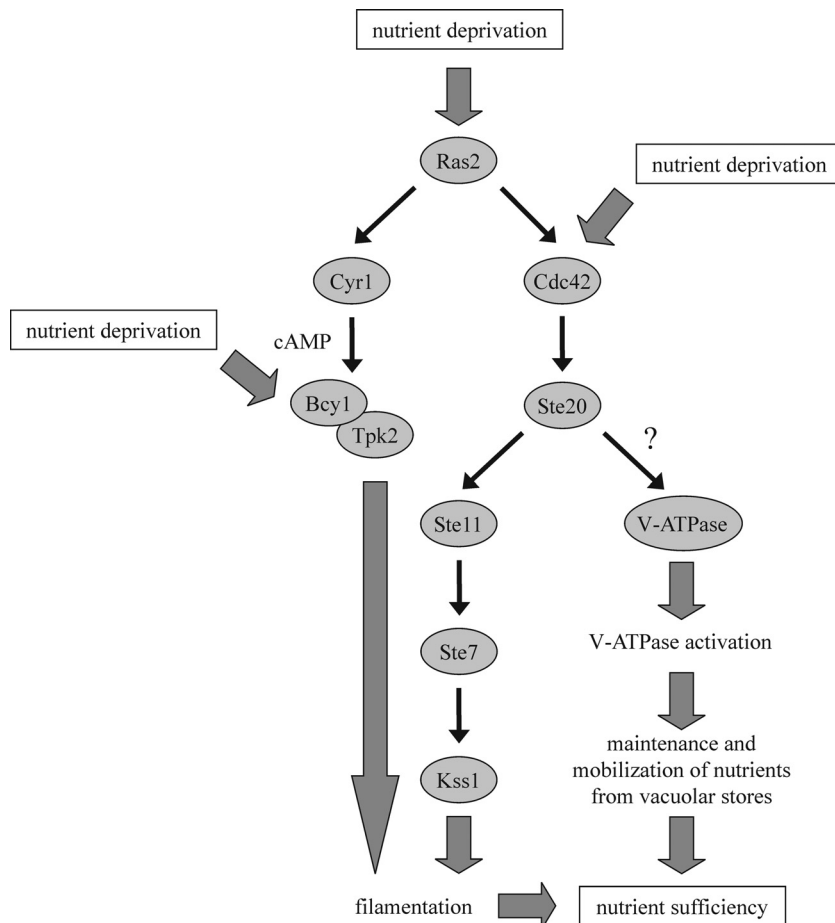 nutrient deprivation
Ras2
nutrient deprivation
Cyr1
Cdc42
nutrient deprivation
cAMP
Bcy1
Tpk2
Ste20
?
Ste11
V-ATPase
Ste7
V-ATPase activation
maintenance and
mobilization of nutrients
from vacuolar stores
Kss1
filamentation
nutrient sufficiency